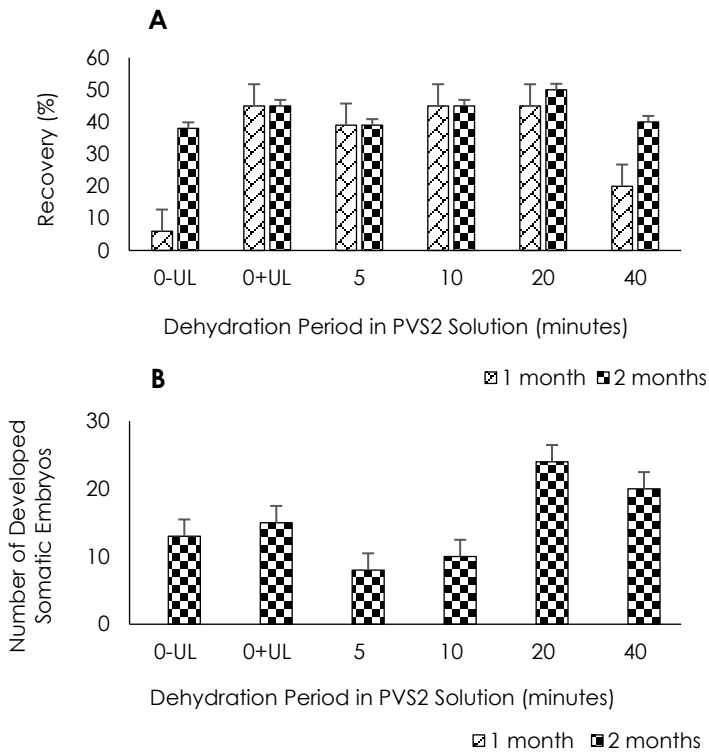 A
60
50
40
30
20
10
0
Recovery (%)
0-UL 0+UL 5 10 20 40
Dehydration Period in PVS2 Solution (minutes)
1 month 2 months
B
30
20
10
0
Number of Developed
Somatic Embryos
0-UL 0+UL 5 10 20 40
Dehydration Period in PVS2 Solution (minutes)
1 month 2 months